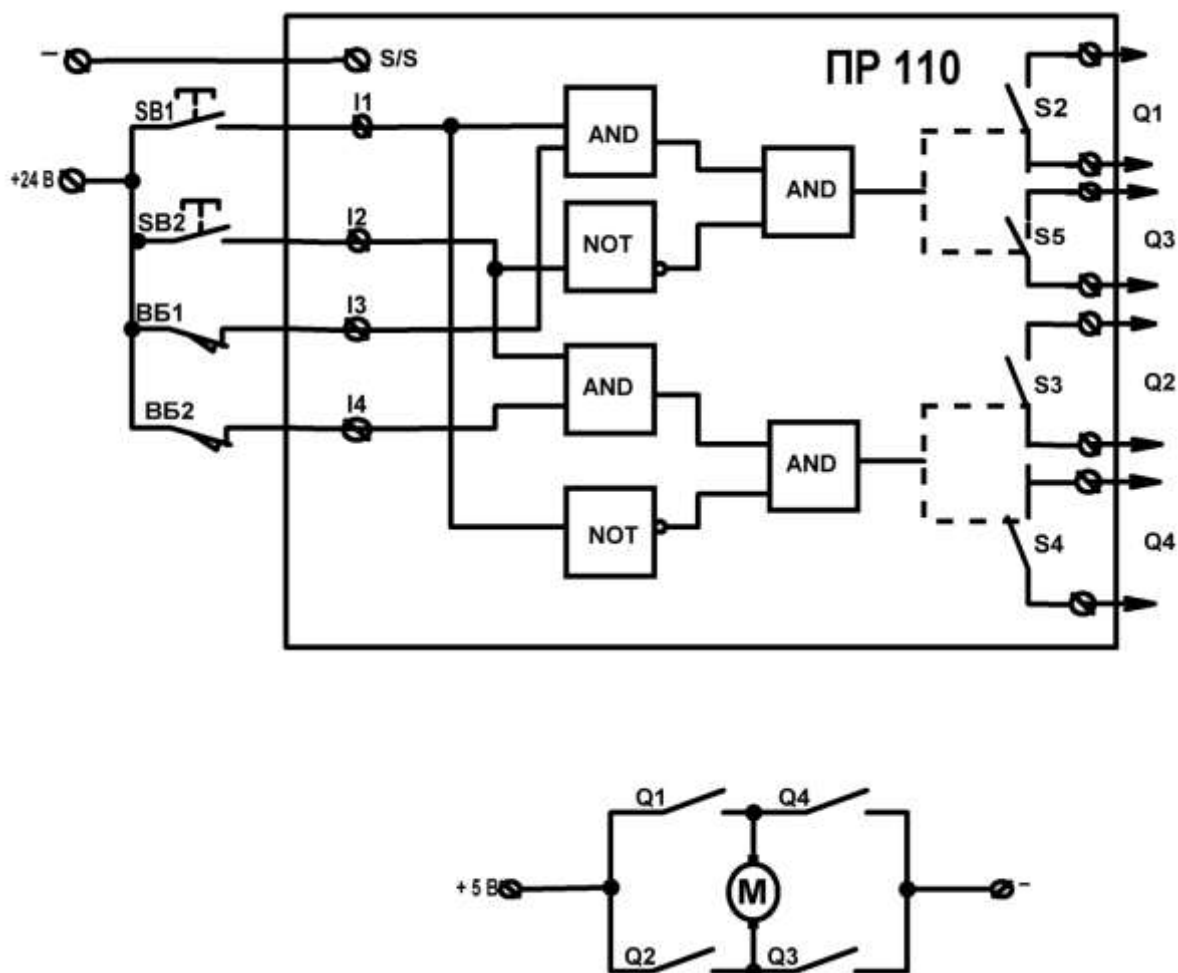 –
S/S
ПР 110
SB1
I1
AND
S2
Q1
+24 В
AND
SB2
I2
NOT
S5
Q3
ВБ1
I3
S3
Q2
ВБ2
I4
AND
AND
NOT
S4
Q4
Q1
Q4
+ 5 В
M
–
Q2
Q3